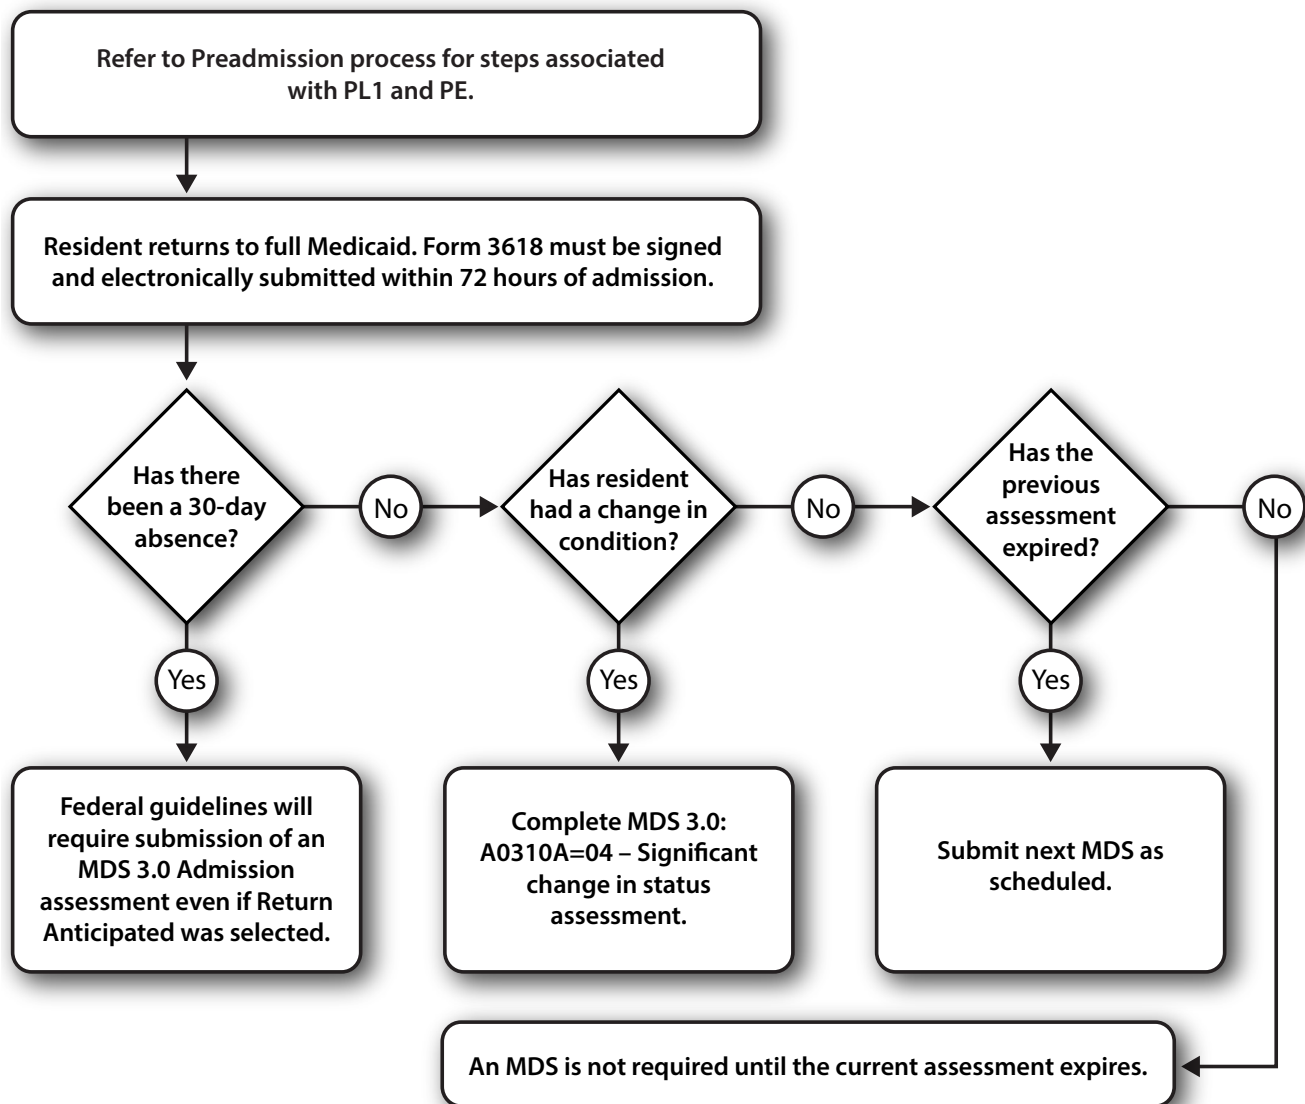 Refer to Preadmission process for steps associated
with PL1 and PE.
Resident returns to full Medicaid. Form 3618 must be signed
and electronically submitted within 72 hours of admission.
Has there
been a 30-day
absence?
No
Has resident
had a change in
condition?
No
Has the
previous
assessment
expired?
No
Yes
Yes
Yes
Federal guidelines will
require submission of an
MDS 3.0 Admission
assessment even if Return
Anticipated was selected.
Complete MDS 3.0:
A0310A=04 – Significant
change in status
assessment.
Submit next MDS as
scheduled.
An MDS is not required until the current assessment expires.